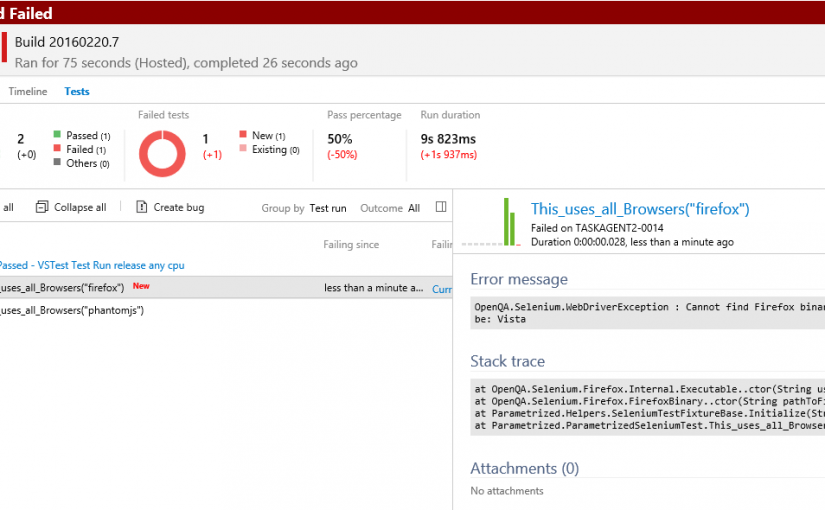 d Failed
Build 20160220.7
Ran for 75 seconds (Hosted), completed 26 seconds ago
Timeline Tests
Failed tests Pass percentage Run duration
2 Passed (1) 1 New (1) 50% 9s 823ms
(+0) Failed (1) (+1) Existing (0) (-50%) (+1s 937ms)
Others (0)
all Collapse all Create bug Group by Test run Outcome All
Failing since Failin
Passed - VSTest Test Run release any cpu
_uses_all_Browsers("firefox") New less than a minute a... Curr
_uses_all_Browsers("phantomjs")
This_uses_all_Browsers("firefox")
Failed on TASKAGENT2-0014
Duration 0:00:00.028, less than a minute ago
Error message
OpenQA.Selenium.WebDriverException : Cannot find Firefox binar
be: Vista
Stack trace
at OpenQA.Selenium.Firefox.Internal.Executable..ctor(String us
at OpenQA.Selenium.Firefox.FirefoxBinary..ctor(String pathToFi
at Parametrized.Helpers.SeleniumTestFixtureBase.Initialize(Str
at Parametrized.ParametrizedSeleniumTest.This_uses_all_Browser
Attachments (0)
No attachments